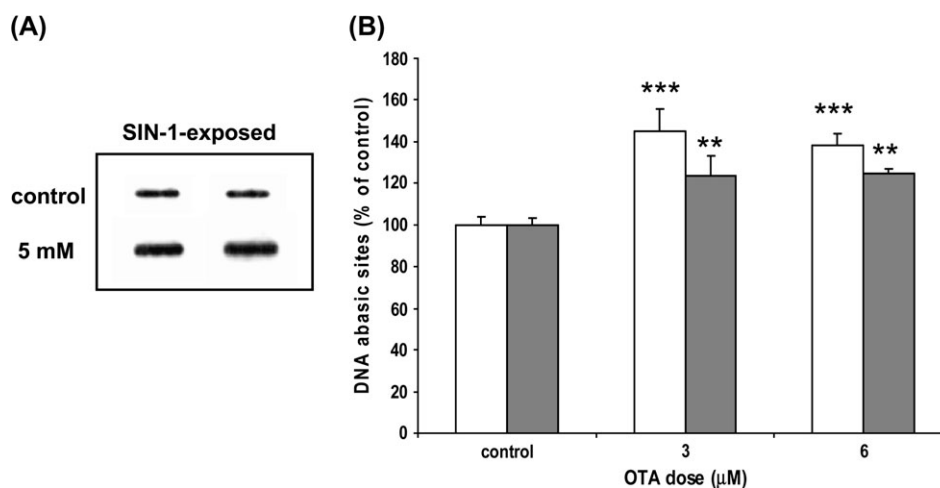 (A)
SIN-1-exposed
control
5 mM
(B)
DNA abasic sites (% of control)
180
160
140
120
100
80
60
40
20
0
***
**
***
**
control
3
6
OTA dose (µM)